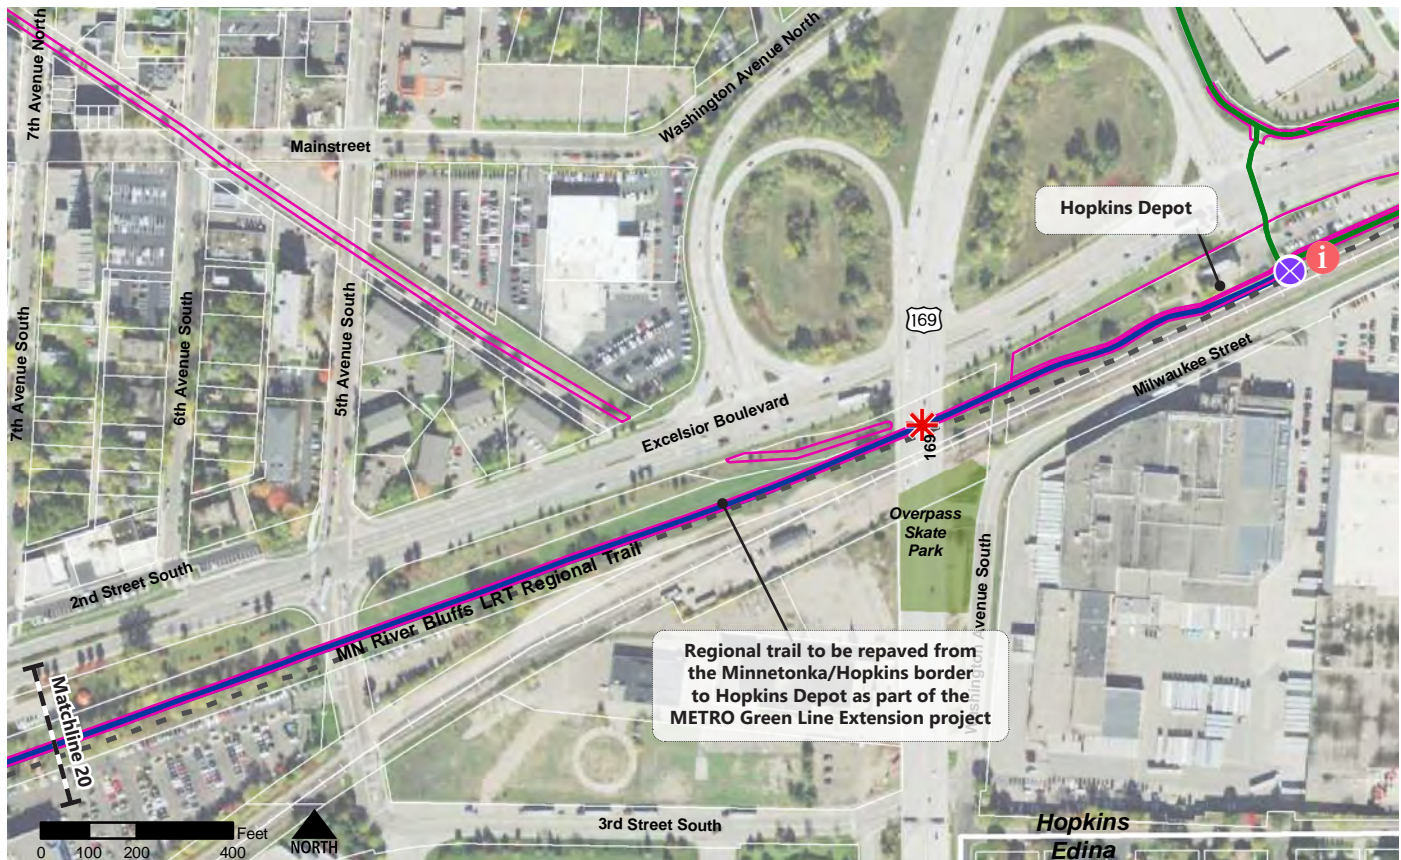 7th Avenue North
Mainstreet
Washington Avenue North
Hopkins Depot
i
169
7th Avenue South
6th Avenue South
5th Avenue South
Milwaukee Street
Excelsior Boulevard
169
Overpass
Skate
Park
2nd Street South
MN River Bluffs LRT Regional Trail
Washington Avenue South
Regional trail to be repaved from
the Minnetonka/Hopkins border
to Hopkins Depot as part of the
METRO Green Line Extension project
Matchline 20
0 100 200 400 Feet
NORTH
3rd Street South
Hopkins
Edina